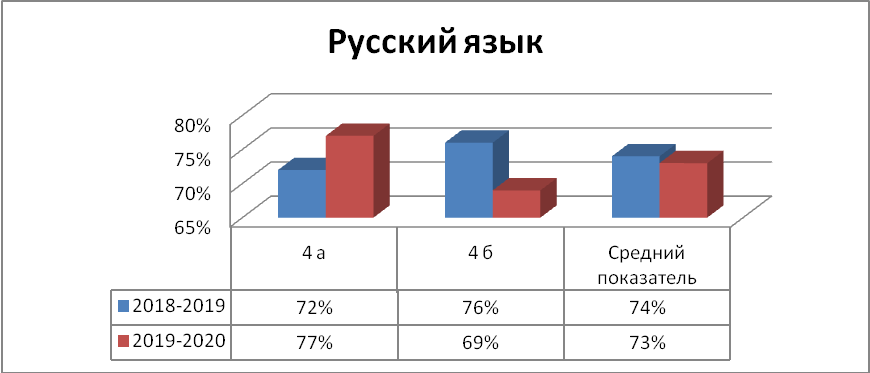 Русский язык
80%
75%
70%
65%
4 а 4 б Средний
показатель
2018-2019 72% 76% 74%
2019-2020 77% 69% 73%